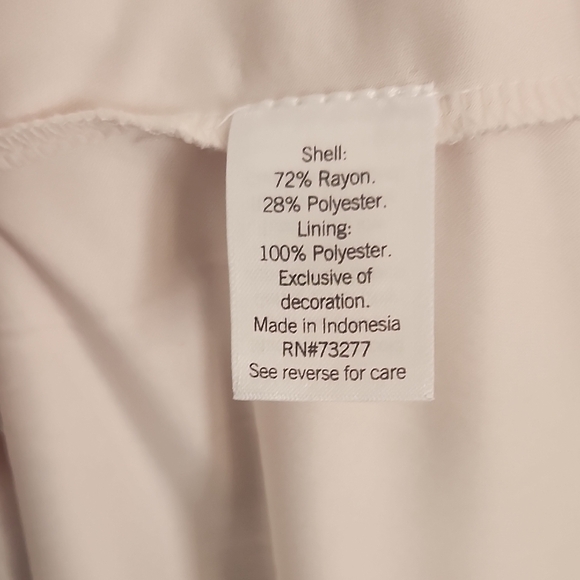 Shell:
72% Rayon.
28% Polyester.
Lining:
100% Polyester.
Exclusive of
decoration.
Made in Indonesia
RN#73277
See reverse for care